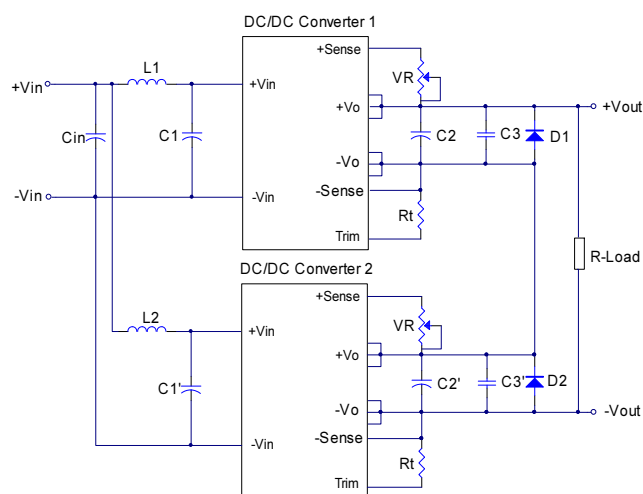 DC/DC Converter 1
+Sense
L1
VR
+Vin
+Vin
+Vo
+Vout
Cin
C1
C2
C3
D1
-Vo
-Vin
-Vin
-Sense
Rt
Trim
R-Load
DC/DC Converter 2
+Sense
L2
+Vin
VR
+Vo
C1'
C2'
C3'
D2
-Vo
-Vout
-Vin
-Sense
Rt
Trim